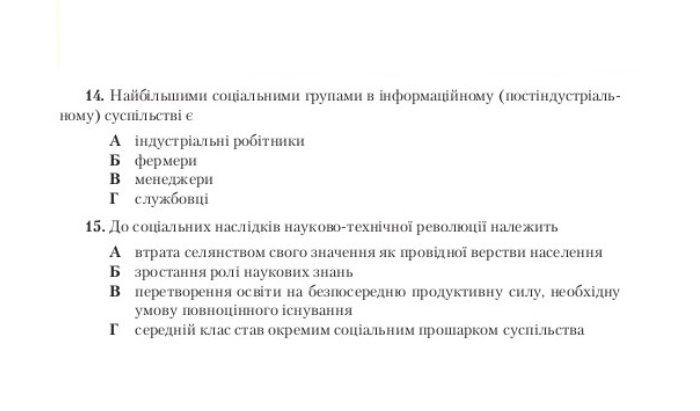 14. Найбільшими соціальними групами в інформаційному (постіндустріаль-
ному) суспільстві є
А індустріальні робітники
Б фермери
В менеджери
Г службовці
15. До соціальних наслідків науково-технічної революції належить
А втрата селянством свого значення як провідної верстви населення
Б зростання ролі наукових знань
В перетворення освіти на безпосередню продуктивну силу, необхідну
умову повноцінного існування
Г середній клас став окремим соціальним прошарком суспільства